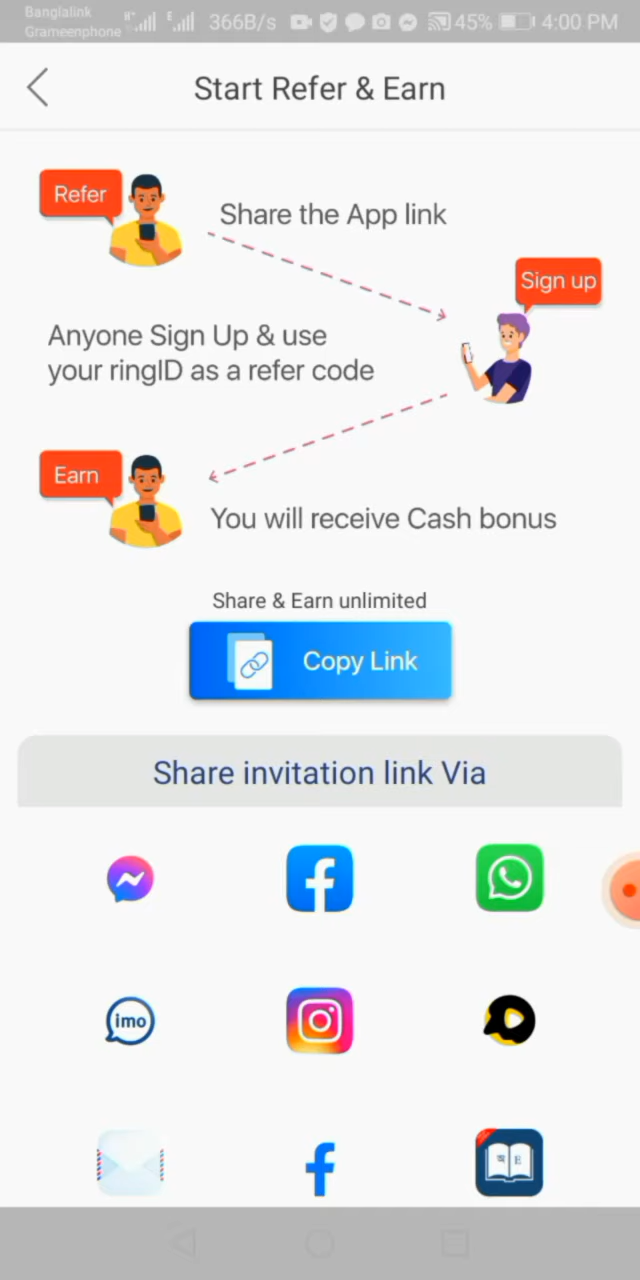 Banglalink
Grameenphone
366B/s
45%
4:00 PM
Start Refer & Earn
Refer
Share the App link
Sign up
Anyone Sign Up & use
your ringID as a refer code
Earn
You will receive Cash bonus
Share & Earn unlimited
Copy Link
Share invitation link Via
imo
E